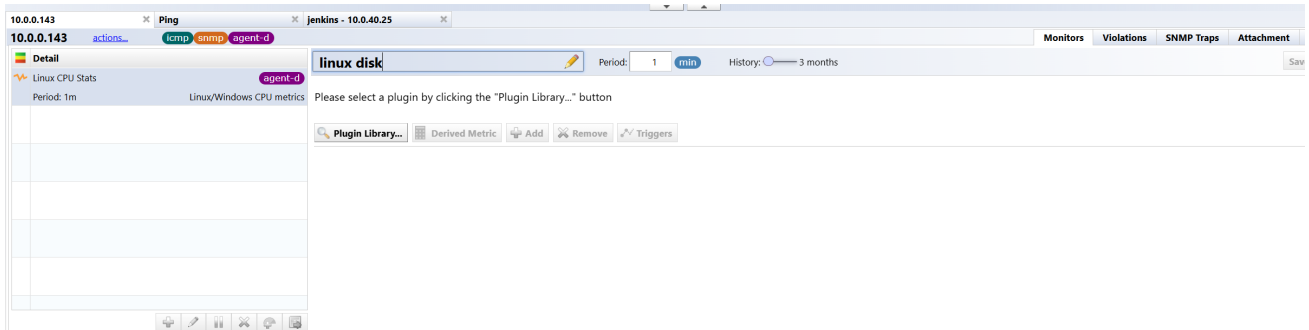 10.0.0.143 Ping jenkins - 10.0.40.25
10.0.0.143 actions... icmp snmp agent-d Monitors Violations SNMP Traps Attachment
Detail linux disk Period: 1 min History: 3 months Save
Linux CPU Stats agent-d
Period: 1m Linux/Windows CPU metrics Please select a plugin by clicking the "Plugin Library..." button
Plugin Library... Derived Metric Add Remove Triggers